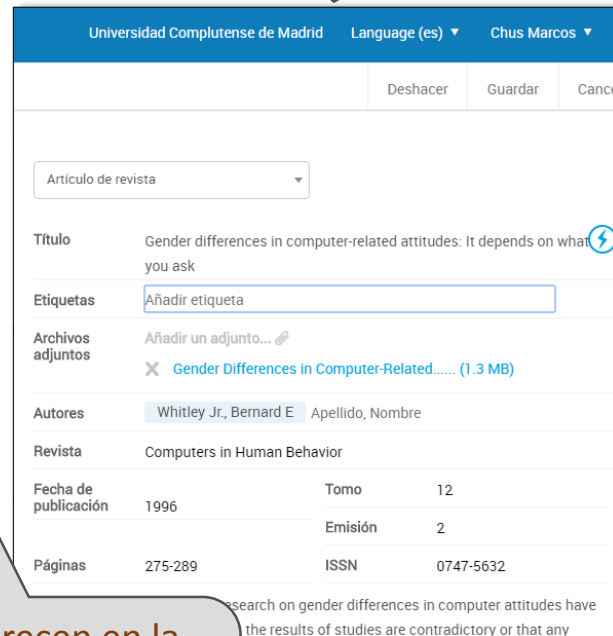 Universidad Complutense de Madrid Language (es) Chus Marcos
Deshacer Guardar Cance
Artículo de revista
Título Gender differences in computer-related attitudes: It depends on what
you ask
Etiquetas Añadir etiqueta
Archivos adjuntos Añadir un adjunto...
Gender Differences in Computer-Related...... (1.3 MB)
Autores Whitley Jr., Bernard E Apellido, Nombre
Revista Computers in Human Behavior
Fecha de publicación 1996 Tomo 12
Emisión 2
Páginas 275-289 ISSN 0747-5632
search on gender differences in computer attitudes have
the results of studies are contradictory or that any
en la